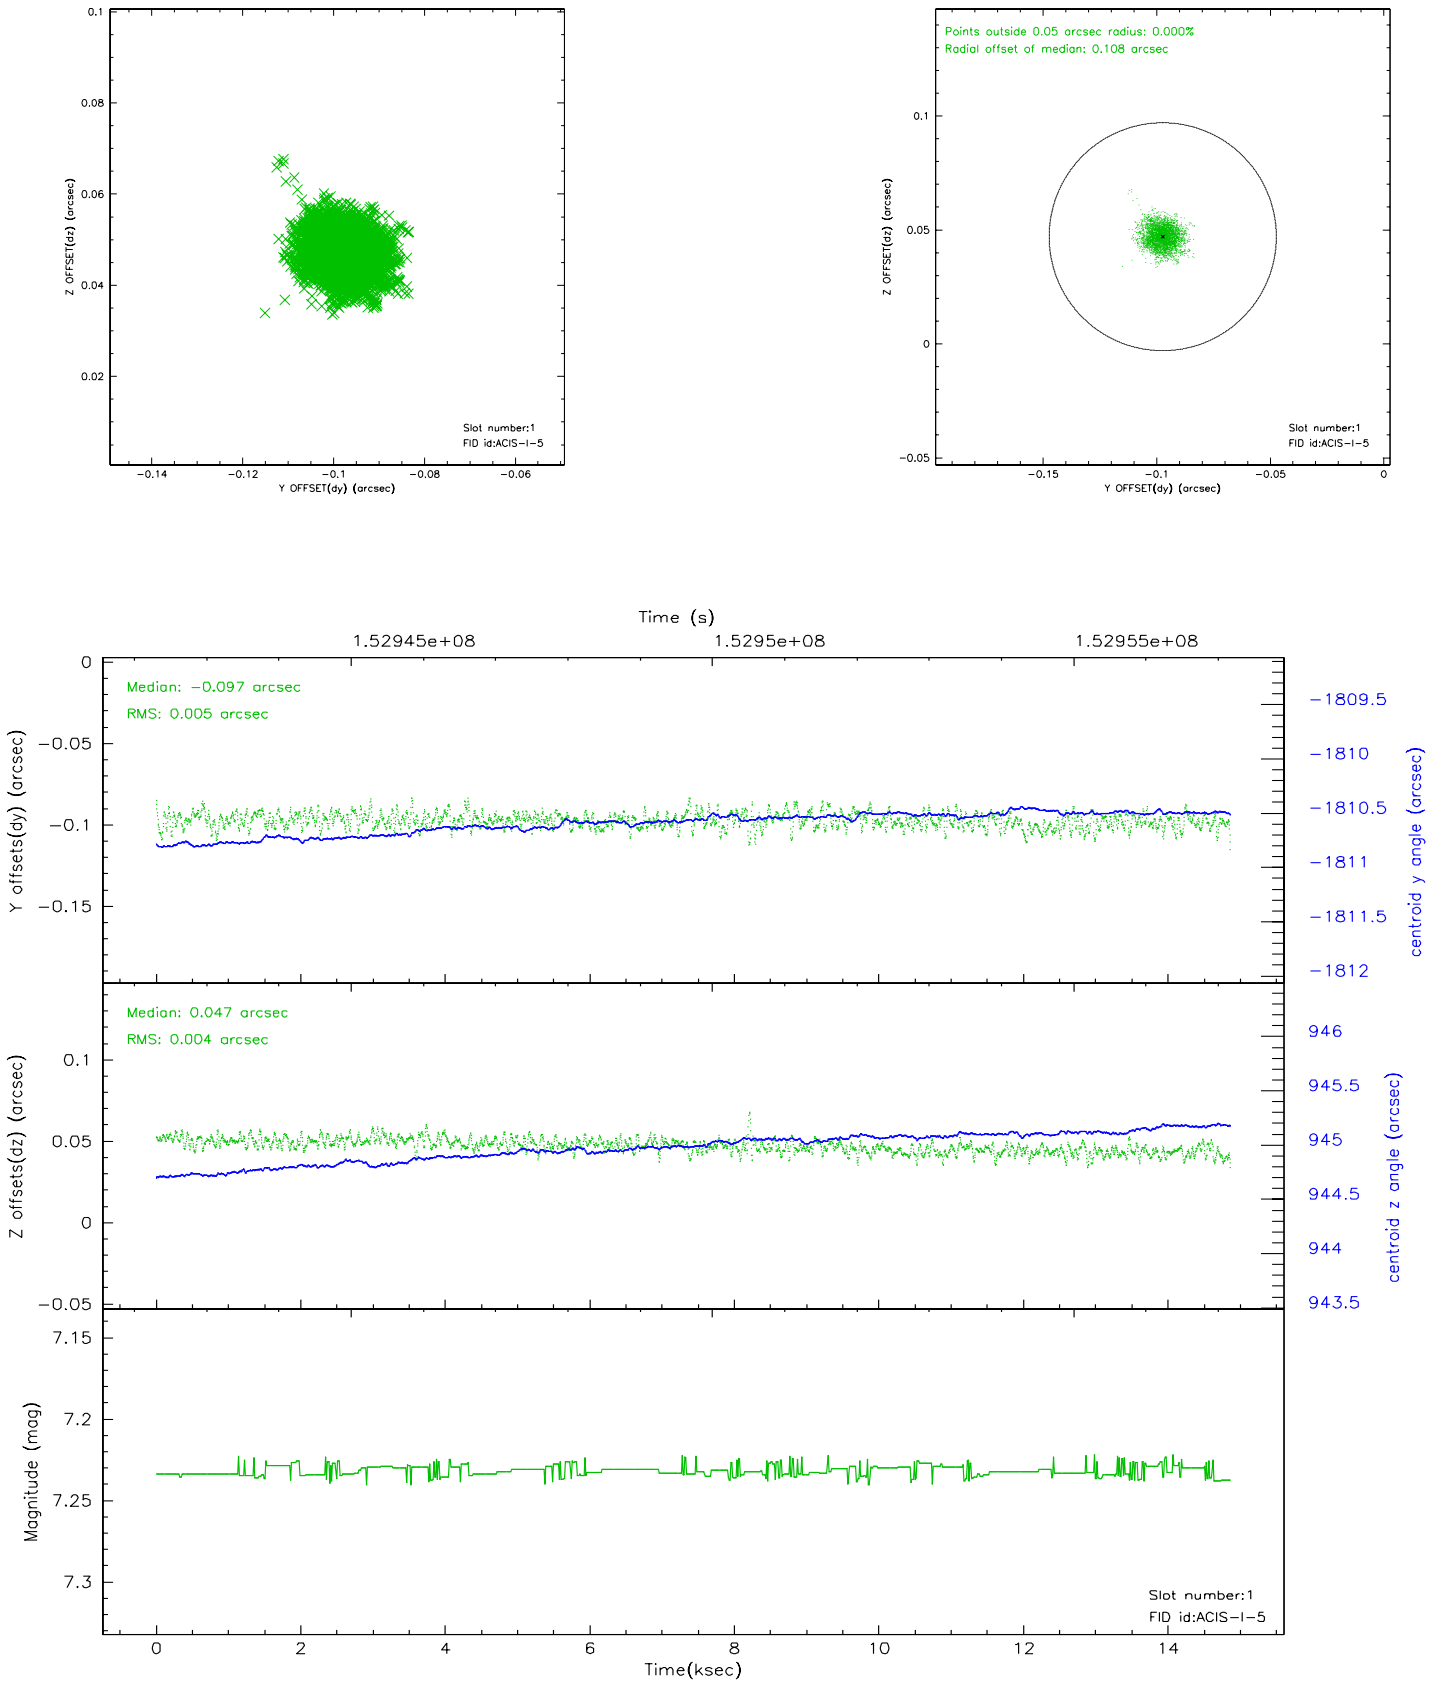 0.1
0.08
0.06
0.04
0.02
Z OFFSET(dz) (arcsec)
Slot number:1
FID id:ACIS-I-5
-0.14 -0.12 -0.1 -0.08 -0.06
Y OFFSET(dy) (arcsec)
Points outside 0.05 arcsec radius: 0.000%
Radial offset of median: 0.108 arcsec
0.1
0.05
0
-0.05
Z OFFSET(dz) (arcsec)
Slot number:1
FID id:ACIS-I-5
-0.15 -0.1 -0.05 0
Y OFFSET(dy) (arcsec)
Time (s)
1.52945e+08 1.5295e+08 1.52955e+08
Median: -0.097 arcsec
RMS: 0.005 arcsec
0
-0.05
-0.1
-0.15
Y offsets(dy) (arcsec)
-1809.5
-1810
-1810.5
-1811
-1811.5
-1812
centroid y angle (arcsec)
Median: 0.047 arcsec
RMS: 0.004 arcsec
0.1
0.05
0
-0.05
Z offsets(dz) (arcsec)
946
945.5
945
944.5
944
943.5
centroid z angle (arcsec)
7.15
7.2
7.25
7.3
Magnitude (mag)
Slot number:1
FID id:ACIS-I-5
0 2 4 6 8 10 12 14
Time(ksec)